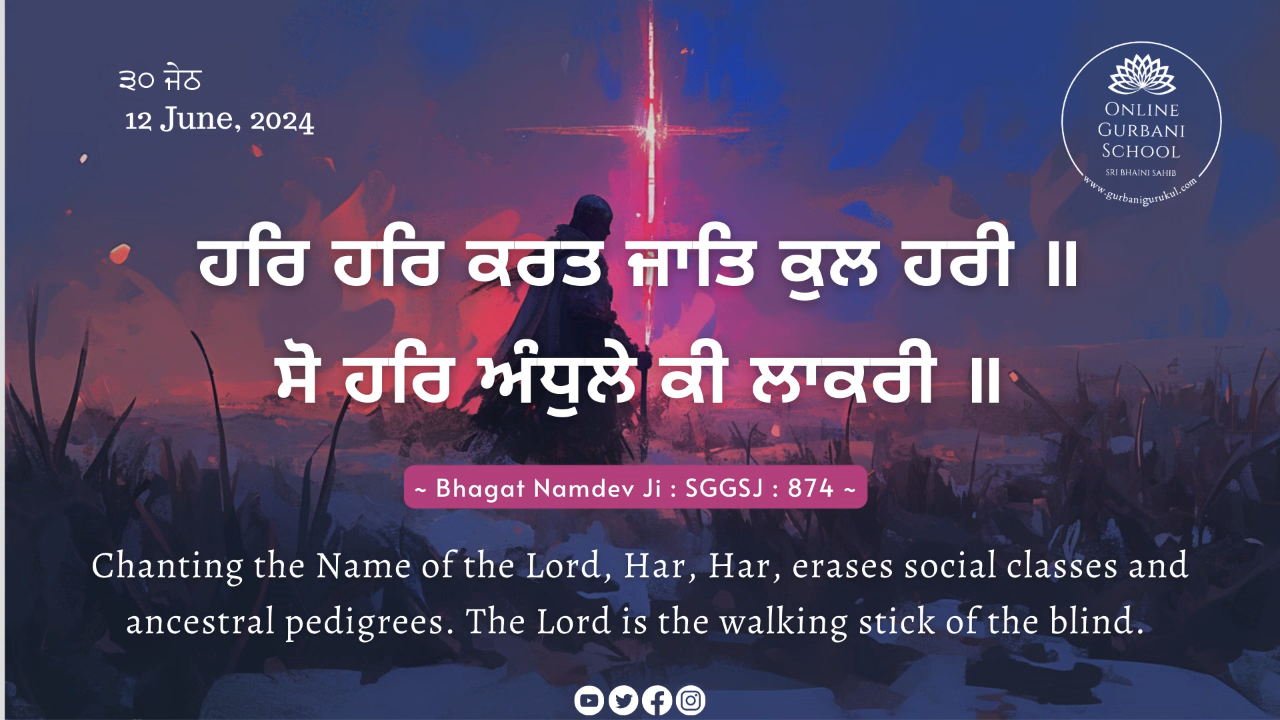 ੩੦ ਜੇਠ
12 June, 2024
ONLINE
GURBANI
SCHOOL
SRI BHAINI SAHIB
www.gurbanigurukul.com
ਹਰਿ ਹਰਿ ਕਰਤ ਜਾਤਿ ਕੁਲ ਹਰੀ ॥
ਸੋ ਹਰਿ ਅੰਧੁਲੇ ਕੀ ਲਾਕਰੀ ॥
~ Bhagat Namdev Ji : SGGSJ : 874 ~
Chanting the Name of the Lord, Har, Har, erases social classes and
ancestral pedigrees. The Lord is the walking stick of the blind.